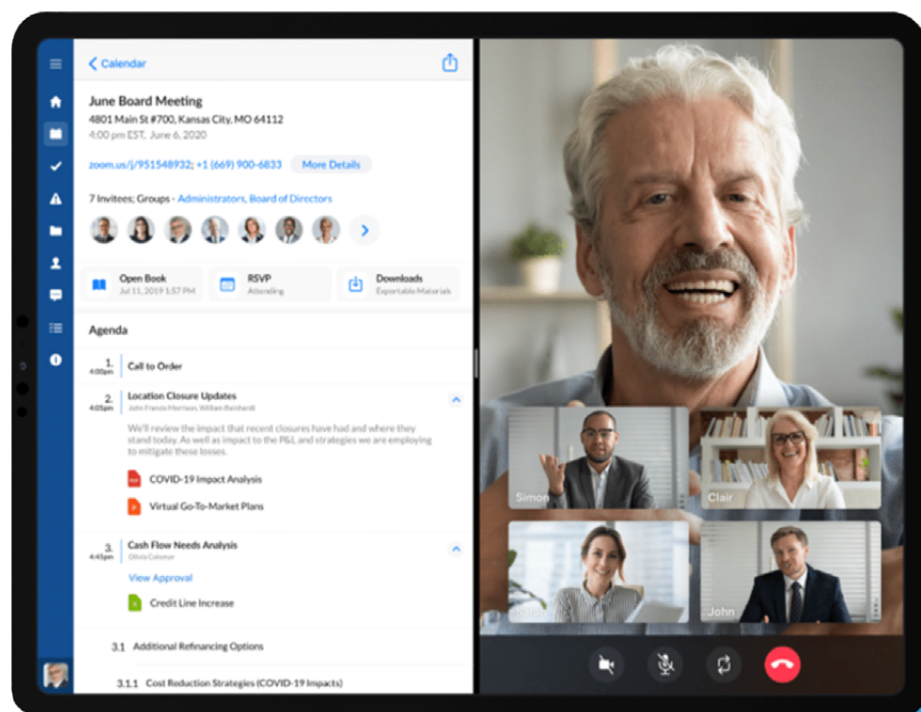 Calendar
June Board Meeting
4801 Main St #700, Kansas City, MO 64112
4:00 pm EST, June 6, 2020
zoom.us/j/951548932; +1 (669) 900-6833 More Details
7 Invitees; Groups - Administrators, Board of Directors
Open Book
Jul 11, 2019 1:57 PM
RSVP
Attending
Downloads
Exportable Materials
Agenda
1.
4:00pm
Call to Order
2.
4:05pm
Location Closure Updates
John Francis Morrison, William Reinhardt
We'll review the impact that recent closures have had and where they
stand today. As well as impact to the P&L and strategies we are employing
to mitigate these losses.
COVID-19 Impact Analysis
Virtual Go-To-Market Plans
3.
4:45pm
Cash Flow Needs Analysis
View Approval
Credit Line Increase
3.1 Additional Refinancing Options
3.1.1 Cost Reduction Strategies (COVID-19 Impacts)
Simon
Clair
John